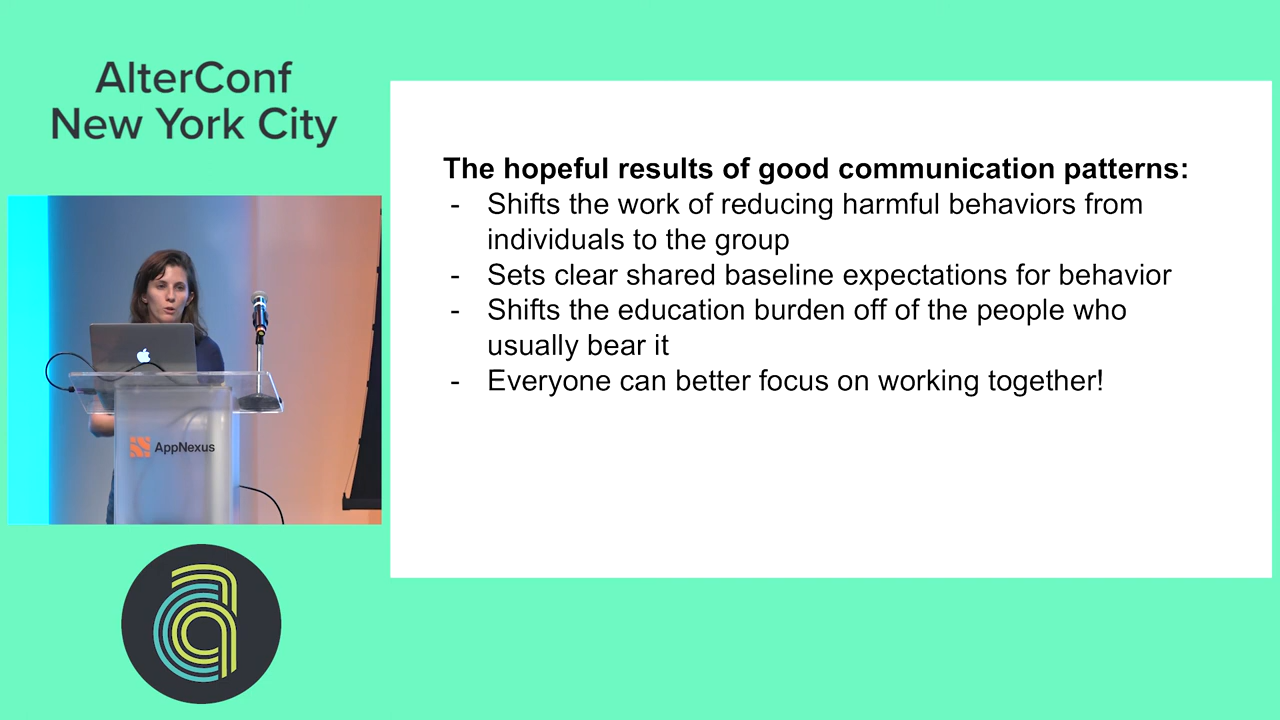 AlterConf
New York City
The hopeful results of good communication patterns:
- Shifts the work of reducing harmful behaviors from
individuals to the group
- Sets clear shared baseline expectations for behavior
- Shifts the education burden off of the people who
usually bear it
- Everyone can better focus on working together!
AppNexus